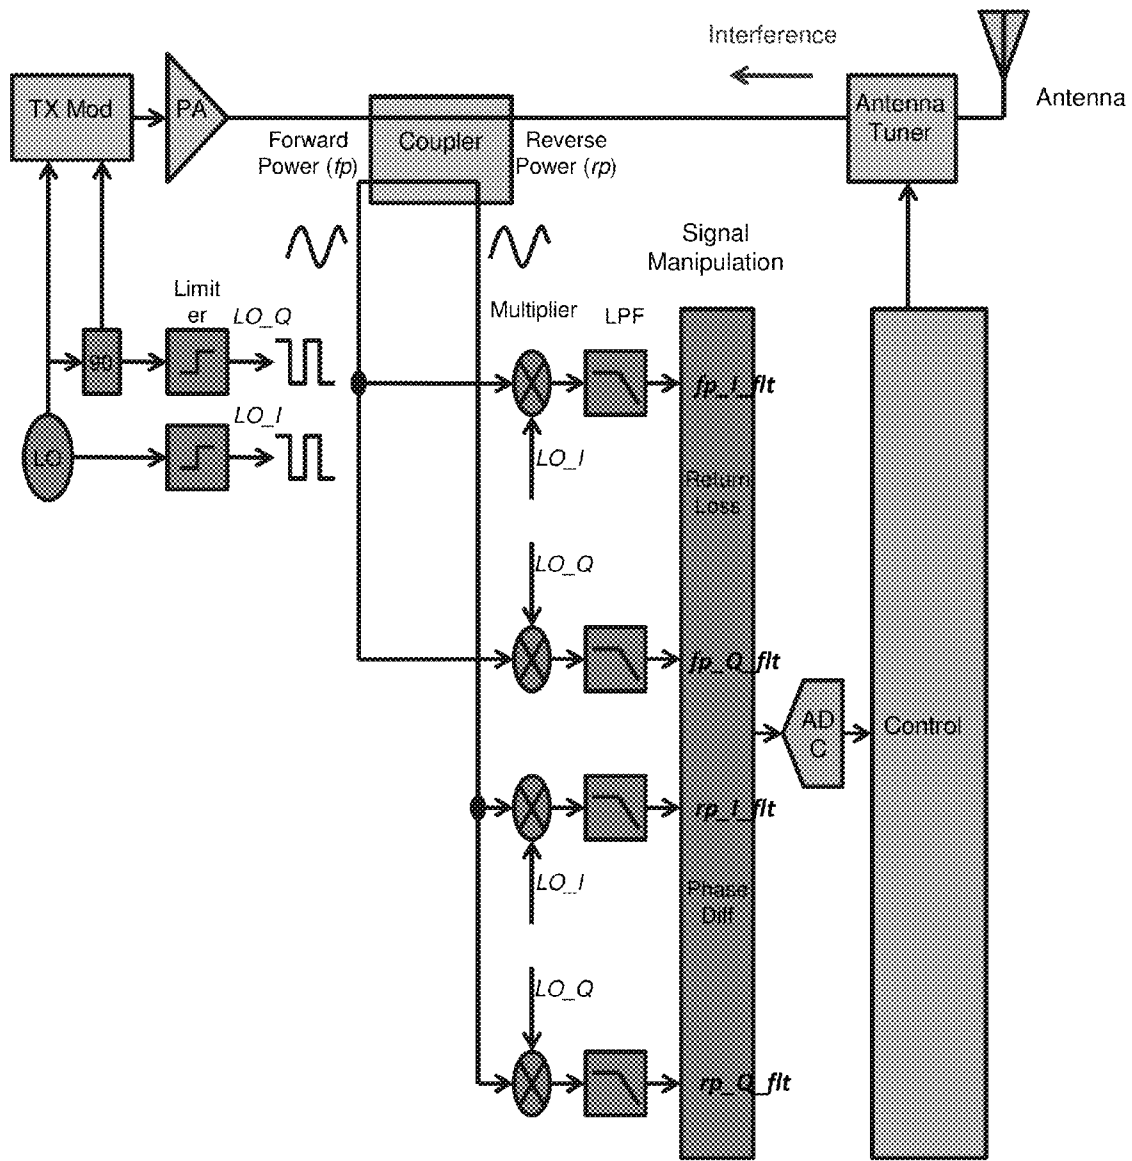 Interference
TX Mod
PA
Antenna
Tuner
Antenna
Forward
Power (fp)
Coupler
Reverse
Power (rp)
Signal
Manipulation
Limit
er
LO_Q
Multiplier
LPF
90
fp_I_flt
LO_I
LO
LO_I
Return
Loss
LO_Q
fp_Q_flt
AD
C
Control
rp_I_flt
LO_I
Phase
Diff
LO_Q
rp_Q_flt